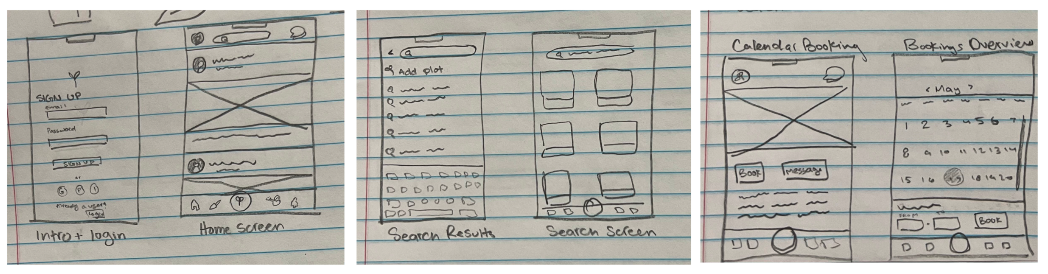 SIGN UP
email
Password
SIGN UP
or
Already a user?
login
Intro + login
Home Screen
Add plot
Search Results
Search Screen
Calendar Booking
Book
Message
Bookings Overview
< May >
1 2 3 4 5 6 7
8 9 10 11 12 13 14
15 16 18 19 20
Book